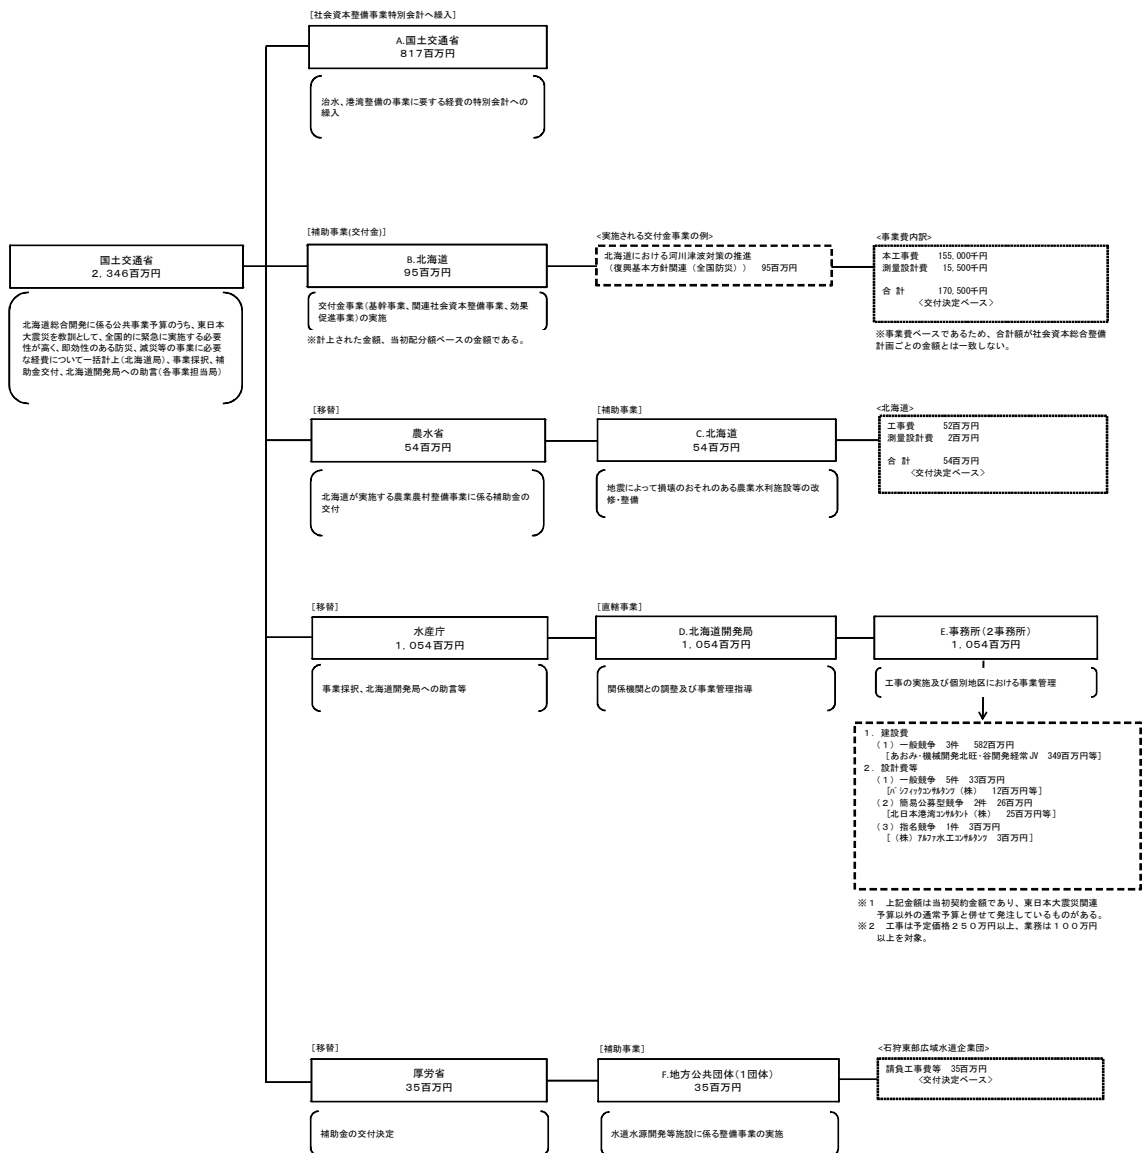 [社会資本整備事業特別会計へ繰入]
A.国土交通省
817百万円
治水、港湾整備の事業に要する経費の特別会計への
繰入
国土交通省
2,346百万円
北海道総合開発に係る公共事業予算のうち、東日本
大震災を教訓として、全国的に緊急に実施する必要
性が高く、即効性のある防災、減災等の事業に必要
な経費について一括計上(北海道局)、事業採択、補
助金交付、北海道開発局への助言(各事業担当局)
[補助事業(交付金)]
B.北海道
95百万円
交付金事業(基幹事業、関連社会資本整備事業、効果
促進事業)の実施
※計上された金額、当初配分額ベースの金額である。
<実施される交付金事業の例>
北海道における河川津波対策の推進
(復興基本方針関連(全国防災)) 95百万円
<事業費内訳>
本工事費 155,000千円
測量設計費 15,500千円
合 計 170,500千円
<交付決定ベース>
※事業費ベースであるため、合計額が社会資本総合整備
計画ごとの金額とは一致しない。
[移替]
農水省
54百万円
北海道が実施する農業農村整備事業に係る補助金の
交付
[補助事業]
C.北海道
54百万円
地震によって損壊のおそれのある農業水利施設等の改
修・整備
<北海道>
工事費 52百万円
測量設計費 2百万円
合 計 54百万円
<交付決定ベース>
[移替]
水産庁
1,054百万円
事業採択、北海道開発局への助言等
[直轄事業]
D.北海道開発局
1,054百万円
関係機関との調整及び事業管理指導
E.事務所(2事務所)
1,054百万円
工事の実施及び個別地区における事業管理
1. 建設費
(1)一般競争 3件 582百万円
[あおみ・機械開発北旺・谷開発経常JV 349百万円等]
2. 設計費等
(1)一般競争 5件 33百万円
[パシフィックコンサルタンツ(株) 12百万円等]
(2)簡易公募型競争 2件 26百万円
[北日本港湾コンサルタント(株) 25百万円等]
(3)指名競争 1件 3百万円
[(株)アルファ水工コンサルタンツ 3百万円]
※1 上記金額は当初契約金額であり、東日本大震災関連
予算以外の通常予算と併せて発注しているものがある。
※2 工事は予定価格250万円以上、業務は100万円
以上を対象。
[移替]
厚労省
35百万円
補助金の交付決定
[補助事業]
F.地方公共団体(1団体)
35百万円
水道水源開発等施設に係る整備事業の実施
<石狩東部広域水道企業団>
請負工事費等 35百万円
<交付決定ベース>